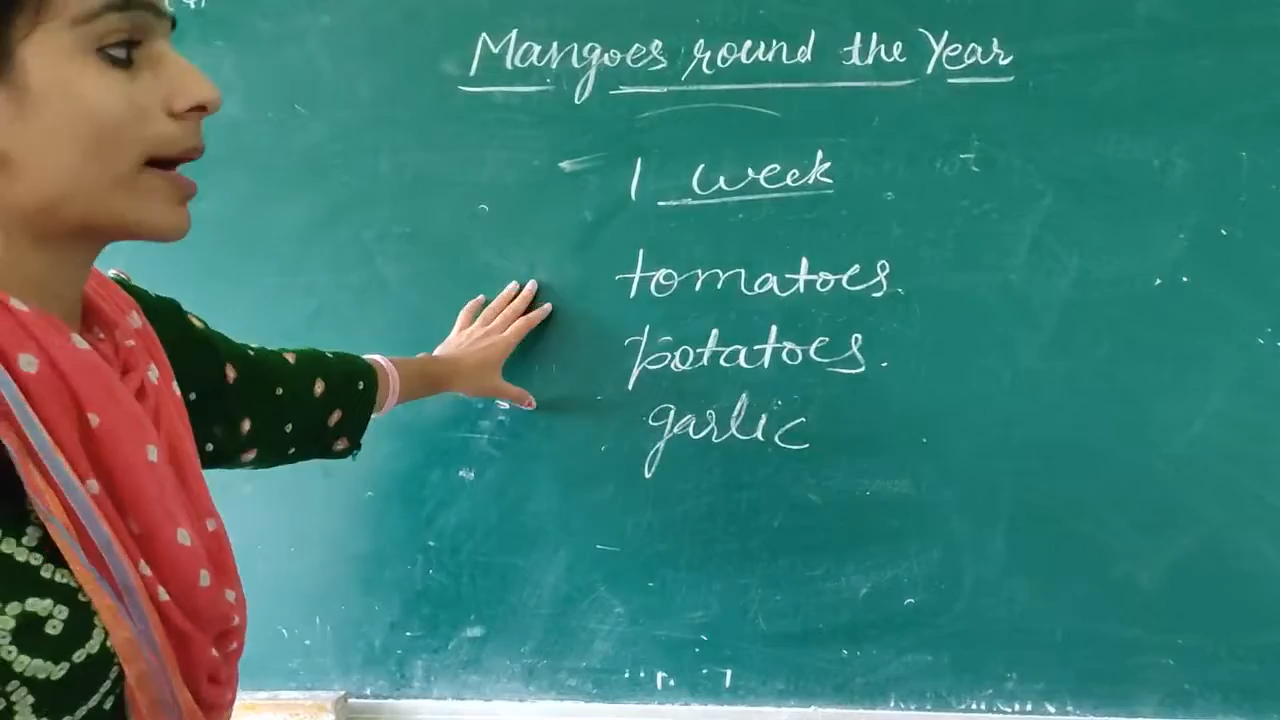 Mangoes round the Year
1 week
tomatoes.
potatoes.
garlic